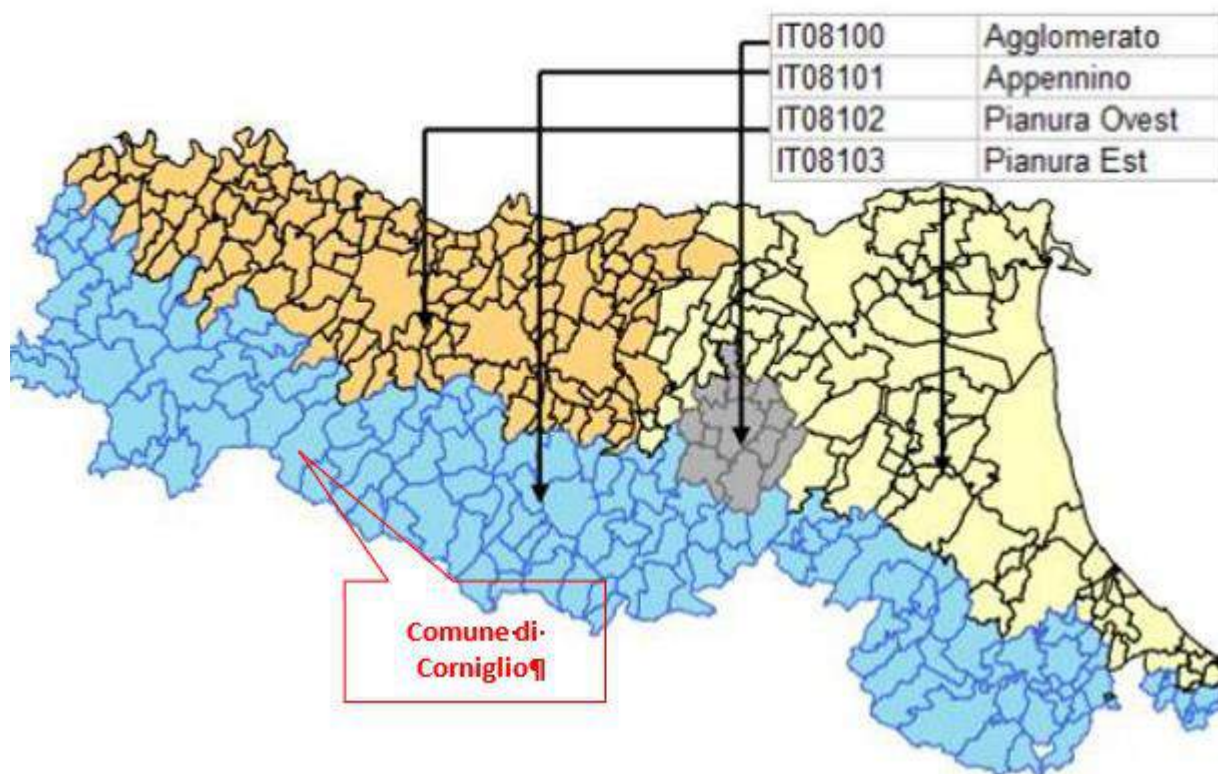 IT08100 Agglomerato
IT08101 Appennino
IT08102 Pianura Ovest
IT08103 Pianura Est
Comune·di·
Corniglio¶